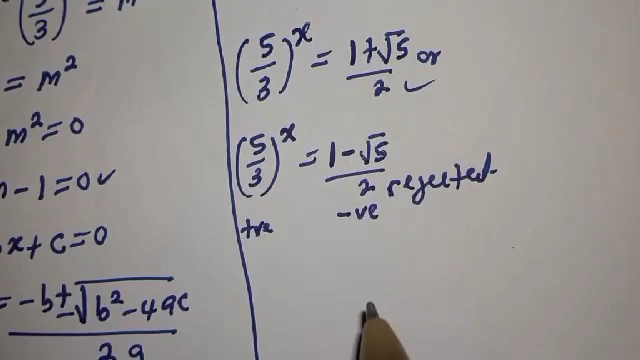 (5/3) = m
= m²
m² = 0
- 1 = 0 ✓
x + c = 0
= -b ± √b² - 4ac
2a
(5/3)^x = 1+√5 or
2 ✓
(5/3)^x = 1-√5
2 rejected
-ve
+ve